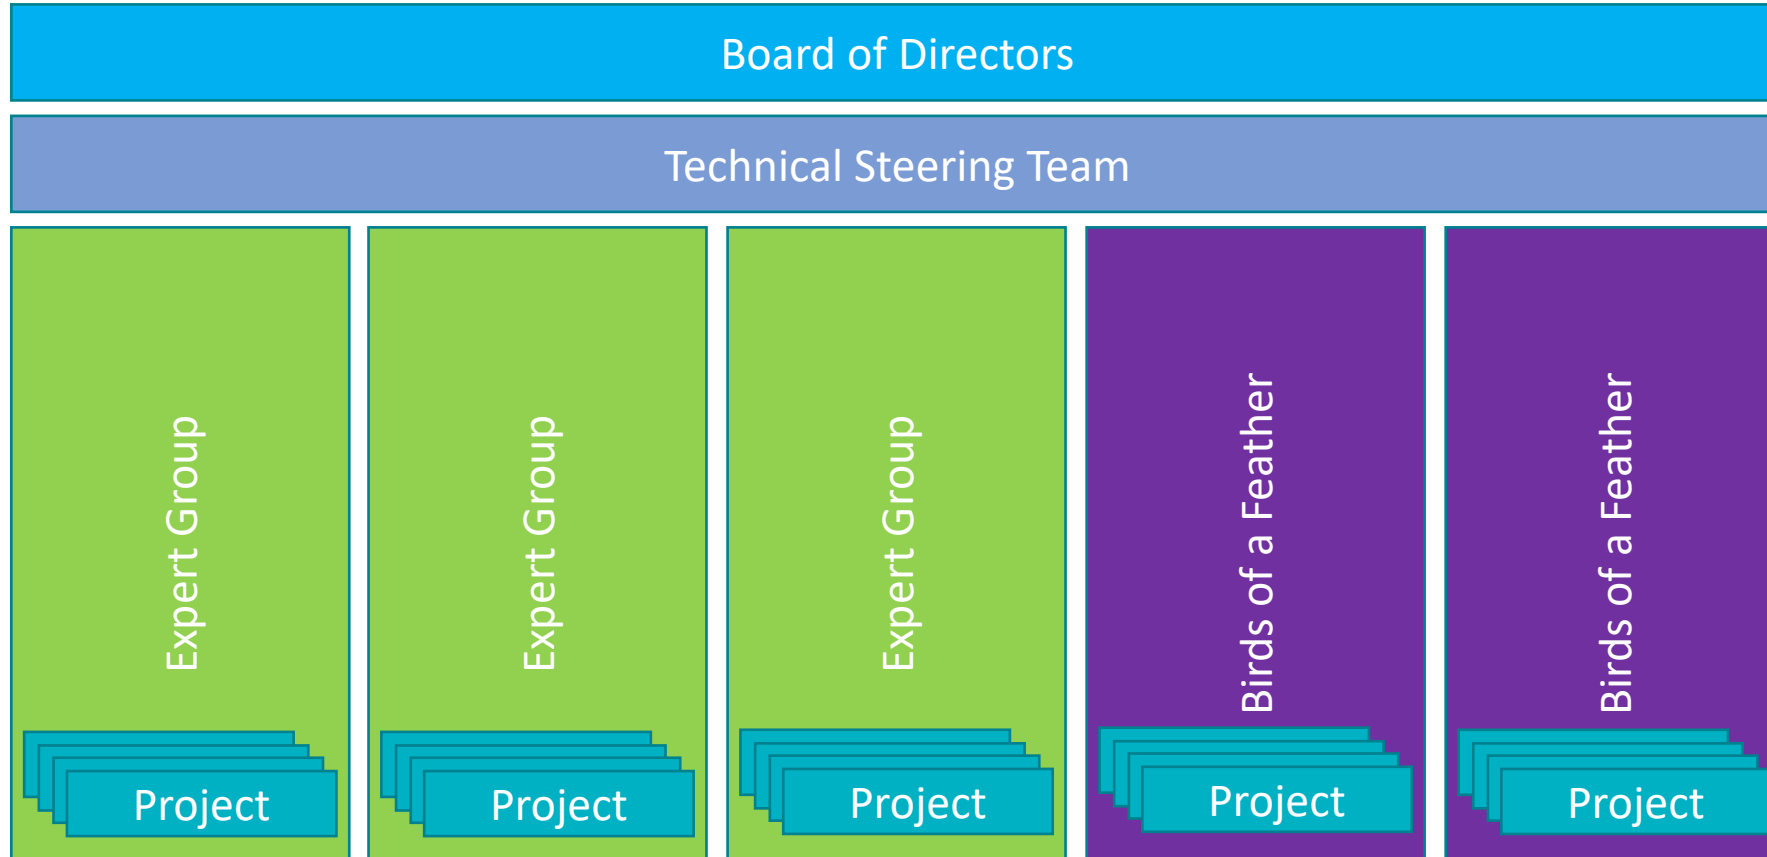 Board of Directors
Technical Steering Team
Expert Group
Expert Group
Expert Group
Birds of a Feather
Birds of a Feather
Project
Project
Project
Project
Project